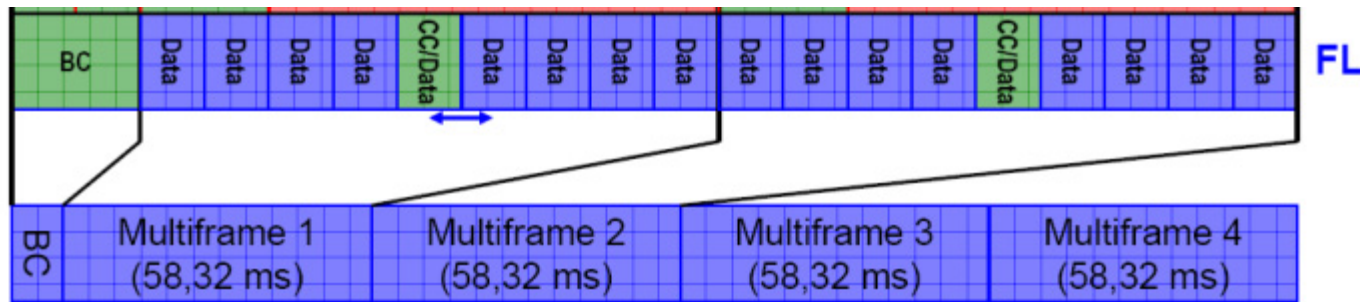 BC Data Data Data Data CC/Data Data Data Data Data Data Data Data CC/Data Data Data Data Data FL
BC Multiframe 1 Multiframe 2 Multiframe 3 Multiframe 4
(58,32 ms) (58,32 ms) (58,32 ms) (58,32 ms)